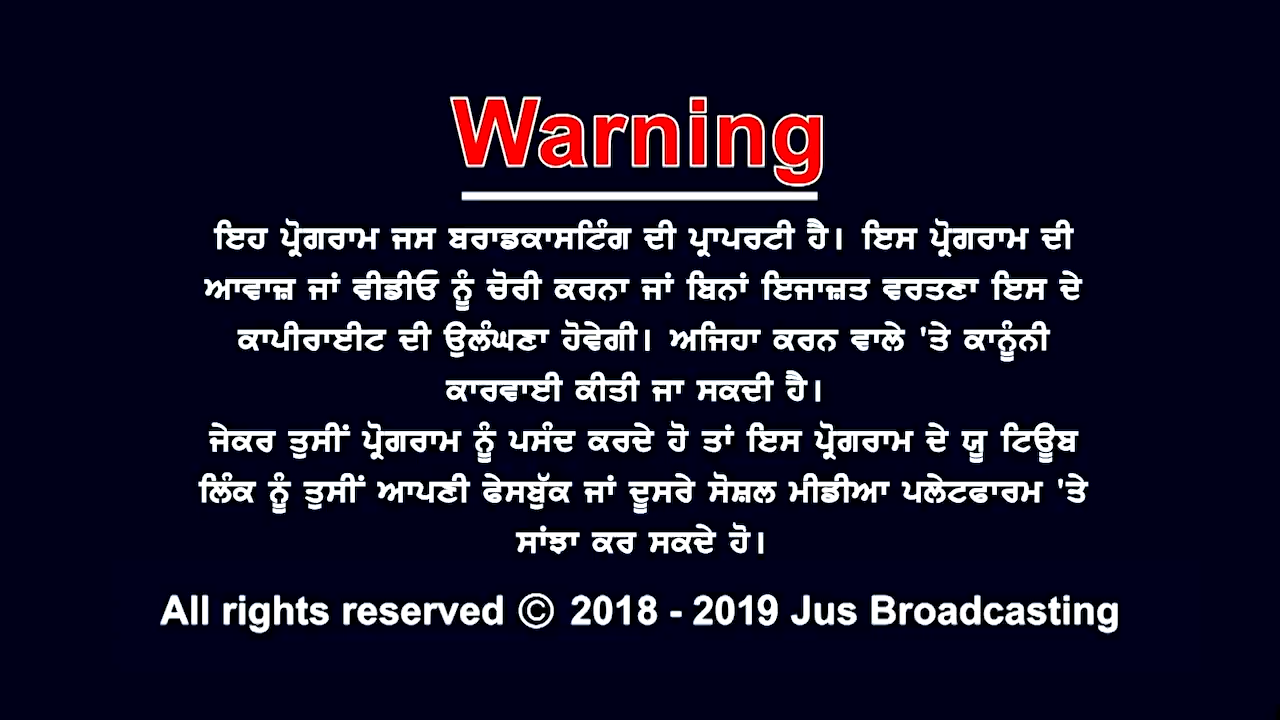 Warning
ਇਹ ਪ੍ਰੋਗਰਾਮ ਜਸ ਬਰਾਡਕਾਸਟਿੰਗ ਦੀ ਪ੍ਰਾਪਰਟੀ ਹੈ। ਇਸ ਪ੍ਰੋਗਰਾਮ ਦੀ
ਆਵਾਜ਼ ਜਾਂ ਵੀਡੀਓ ਨੂੰ ਚੋਰੀ ਕਰਨਾ ਜਾਂ ਬਿਨਾਂ ਇਜਾਜ਼ਤ ਵਰਤਣਾ ਇਸ ਦੇ
ਕਾਪੀਰਾਈਟ ਦੀ ਉਲੰਘਣਾ ਹੋਵੇਗੀ। ਅਜਿਹਾ ਕਰਨ ਵਾਲੇ 'ਤੇ ਕਾਨੂੰਨੀ
ਕਾਰਵਾਈ ਕੀਤੀ ਜਾ ਸਕਦੀ ਹੈ।
ਜੇਕਰ ਤੁਸੀਂ ਪ੍ਰੋਗਰਾਮ ਨੂੰ ਪਸੰਦ ਕਰਦੇ ਹੋ ਤਾਂ ਇਸ ਪ੍ਰੋਗਰਾਮ ਦੇ ਯੂ ਟਿਊਬ
ਲਿੰਕ ਨੂੰ ਤੁਸੀਂ ਆਪਣੀ ਫੇਸਬੁੱਕ ਜਾਂ ਦੂਸਰੇ ਸੋਸ਼ਲ ਮੀਡੀਆ ਪਲੇਟਫਾਰਮ 'ਤੇ
ਸਾਂਝਾ ਕਰ ਸਕਦੇ ਹੋ।
All rights reserved © 2018 - 2019 Jus Broadcasting